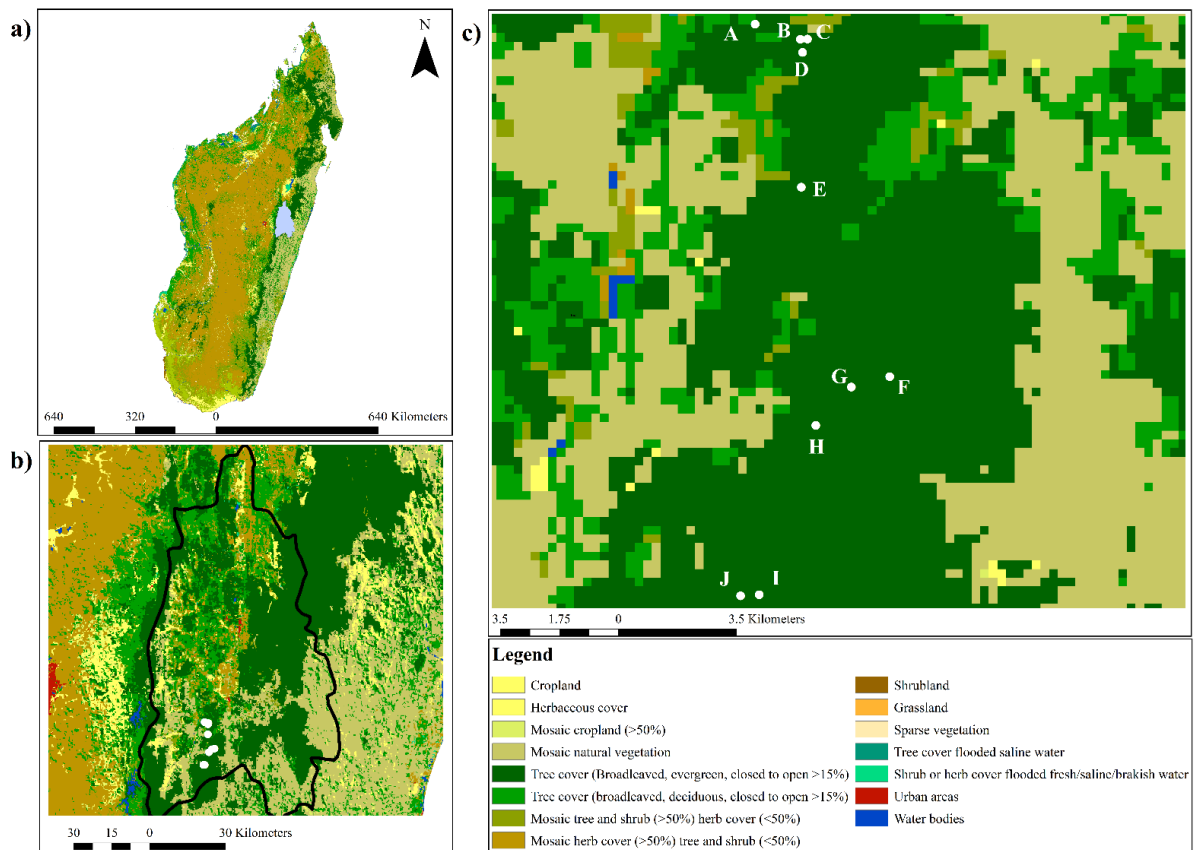 a)
N
640 320 0 640 Kilometers
b)
30 15 0 30 Kilometers
c)
A B C
D
E
G F
H
J I
3.5 1.75 0 3.5 Kilometers
Legend
Cropland
Herbaceous cover
Mosaic cropland (>50%)
Mosaic natural vegetation
Tree cover (Broadleaved, evergreen, closed to open >15%)
Tree cover (broadleaved, deciduous, closed to open >15%)
Mosaic tree and shrub (>50%) herb cover (<50%)
Mosaic herb cover (>50%) tree and shrub (<50%)
Shrubland
Grassland
Sparse vegetation
Tree cover flooded saline water
Shrub or herb cover flooded fresh/saline/brakish water
Urban areas
Water bodies